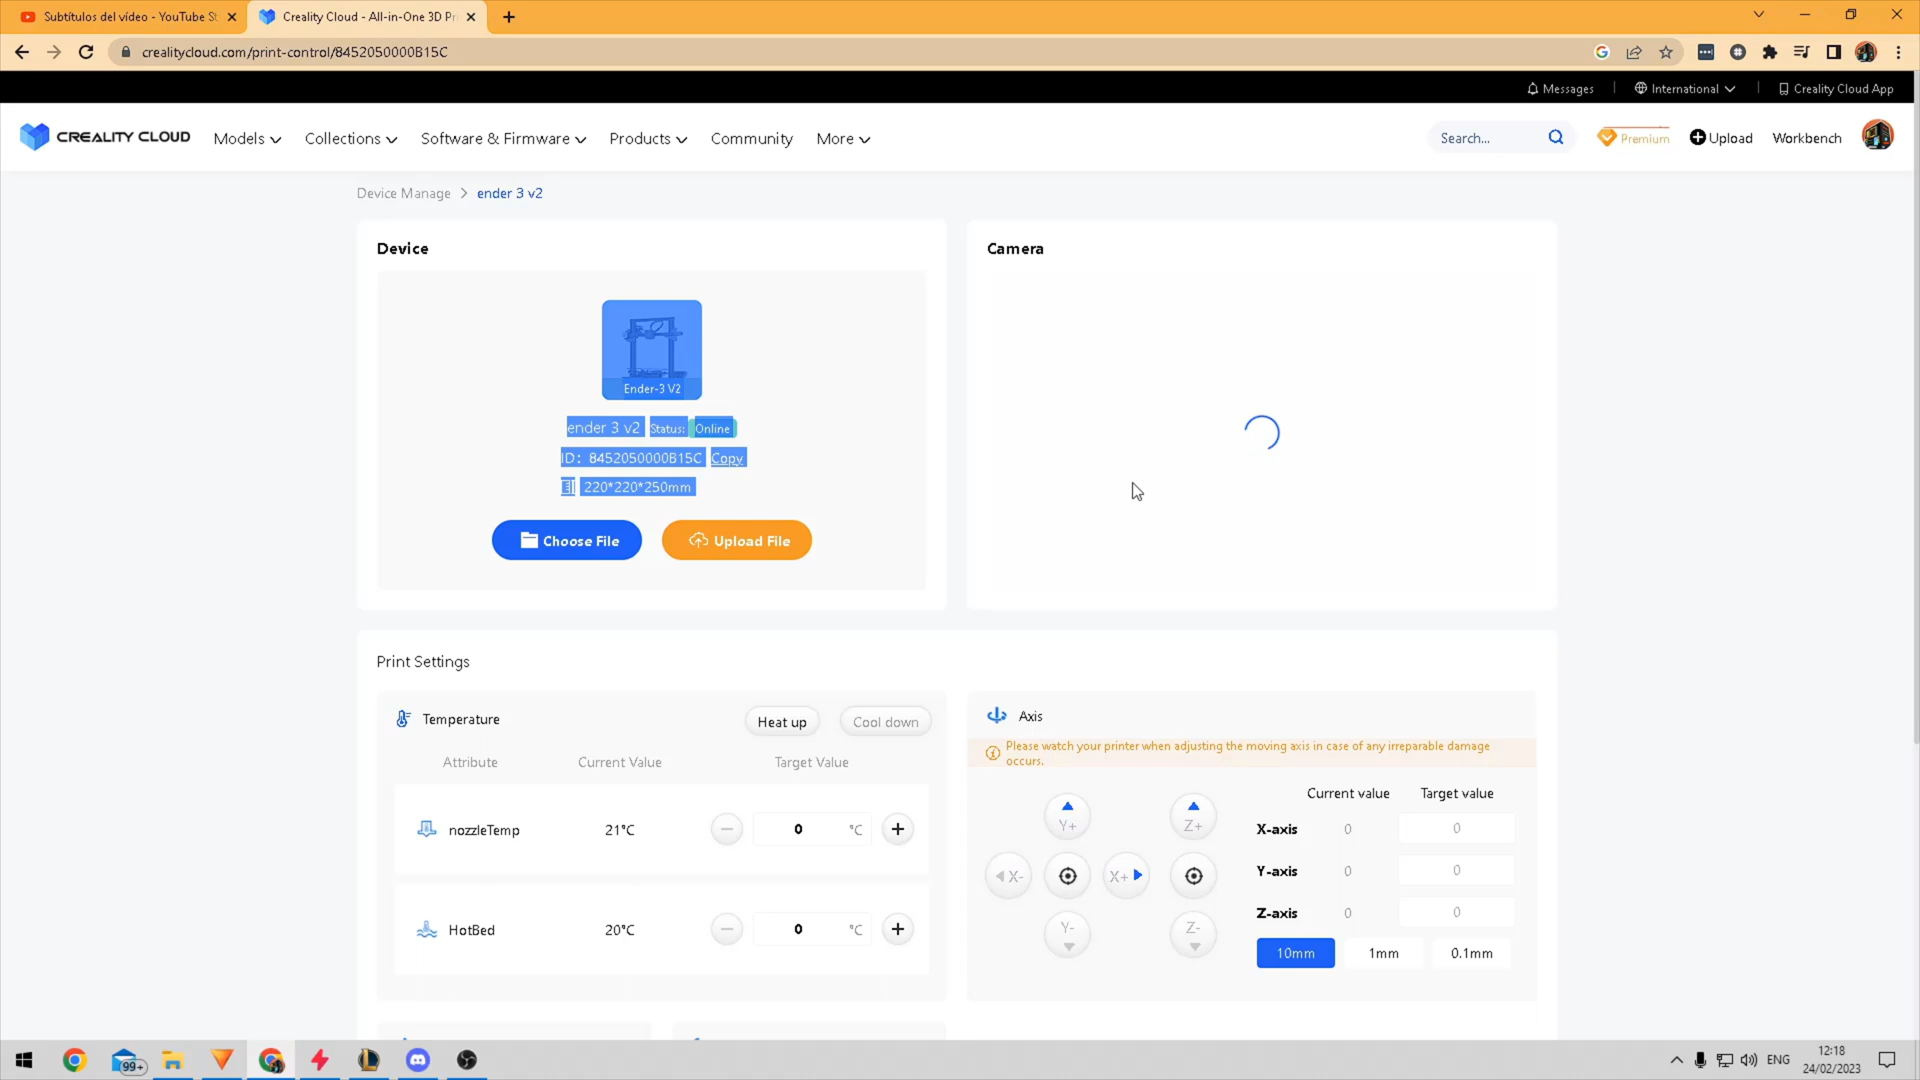 Subtítulos del vídeo - YouTube St
Creality Cloud - All-in-One 3D Pri
crealitycloud.com/print-control/8452050000B15C
Messages
International
Creality Cloud App
CREALITY CLOUD
Models
Collections
Software & Firmware
Products
Community
More
Search...
Premium
Upload
Workbench
Device Manage > ender 3 v2
Device
Ender-3 V2
ender 3 v2 Status: Online
ID: 8452050000B15C Copy
220*220*250mm
Choose File
Upload File
Camera
Print Settings
Temperature
Heat up
Cool down
Attribute
Current Value
Target Value
nozzleTemp
21°C
0
°C
HotBed
20°C
0
°C
Axis
Please watch your printer when adjusting the moving axis in case of any irreparable damage
occurs.
Y+
Z+
X-
X+
Y-
Z-
Current value
Target value
X-axis
0
0
Y-axis
0
0
Z-axis
0
0
10mm
1mm
0.1mm
99+
ENG
12:18
24/02/2023